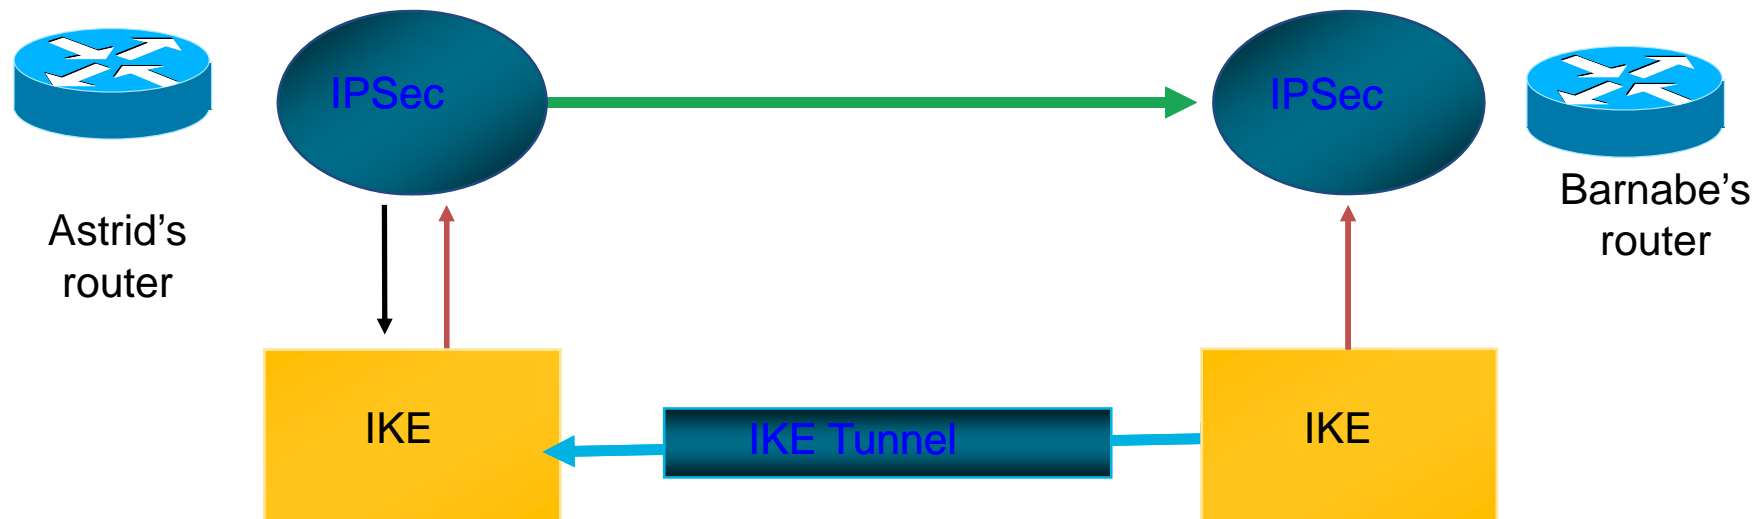 IPSec
IPSec
Astrid's
router
Barnabe's
router
IKE
IKE Tunnel
IKE